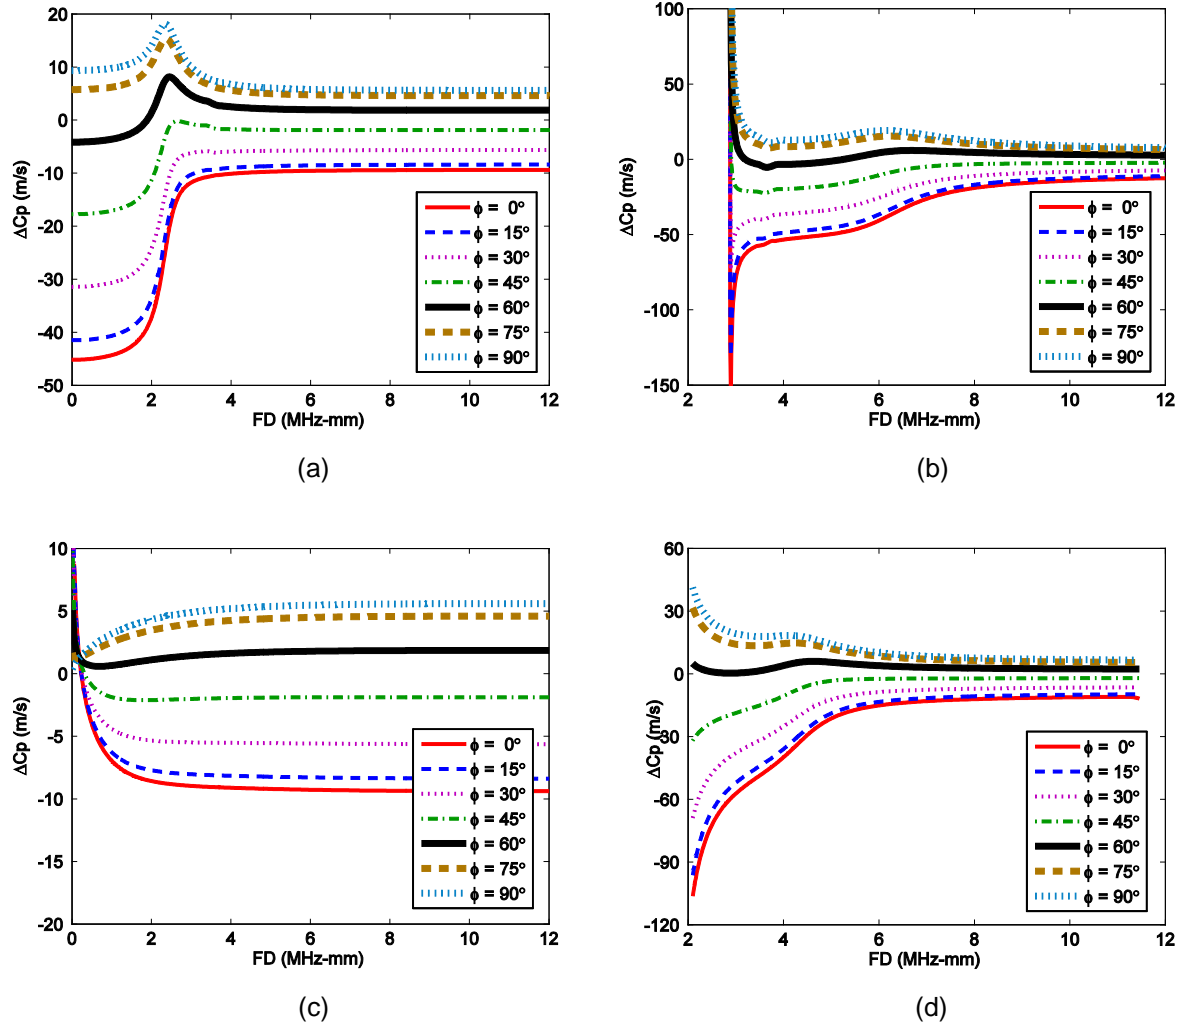 20
10
0
-10
-20
-30
-40
-50
ΔCp (m/s)
ϕ = 0°
ϕ = 15°
ϕ = 30°
ϕ = 45°
ϕ = 60°
ϕ = 75°
ϕ = 90°
0 2 4 6 8 10 12
FD (MHz-mm)
(a)
100
50
0
-50
-100
-150
ΔCp (m/s)
ϕ = 0°
ϕ = 15°
ϕ = 30°
ϕ = 45°
ϕ = 60°
ϕ = 75°
ϕ = 90°
2 4 6 8 10 12
FD (MHz-mm)
(b)
10
5
0
-5
-10
-15
-20
ΔCp (m/s)
ϕ = 0°
ϕ = 15°
ϕ = 30°
ϕ = 45°
ϕ = 60°
ϕ = 75°
ϕ = 90°
0 2 4 6 8 10 12
FD (MHz-mm)
(c)
60
30
0
-30
-60
-90
-120
ΔCp (m/s)
ϕ = 0°
ϕ = 15°
ϕ = 30°
ϕ = 45°
ϕ = 60°
ϕ = 75°
ϕ = 90°
2 4 6 8 10 12
FD (MHz-mm)
(d)